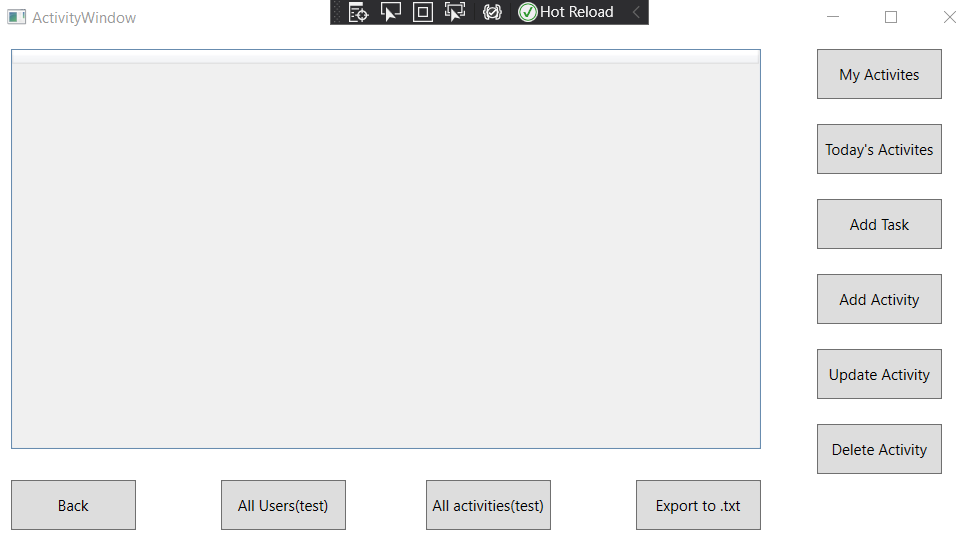 ActivityWindow
Hot Reload
My Activites
Today's Activites
Add Task
Add Activity
Update Activity
Delete Activity
Back
All Users(test)
All activities(test)
Export to .txt